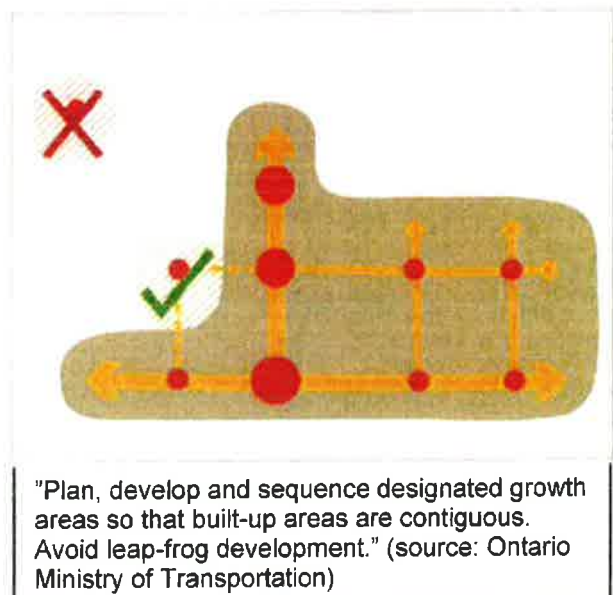 "Plan, develop and sequence designated growth
areas so that built-up areas are contiguous.
Avoid leap-frog development." (source: Ontario
Ministry of Transportation)